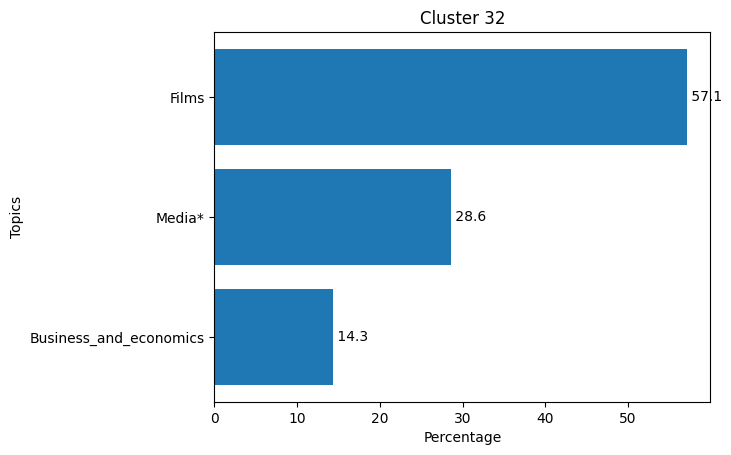 Cluster 32
Topics
Films
57.1
Media*
28.6
Business_and_economics
14.3
0 10 20 30 40 50
Percentage